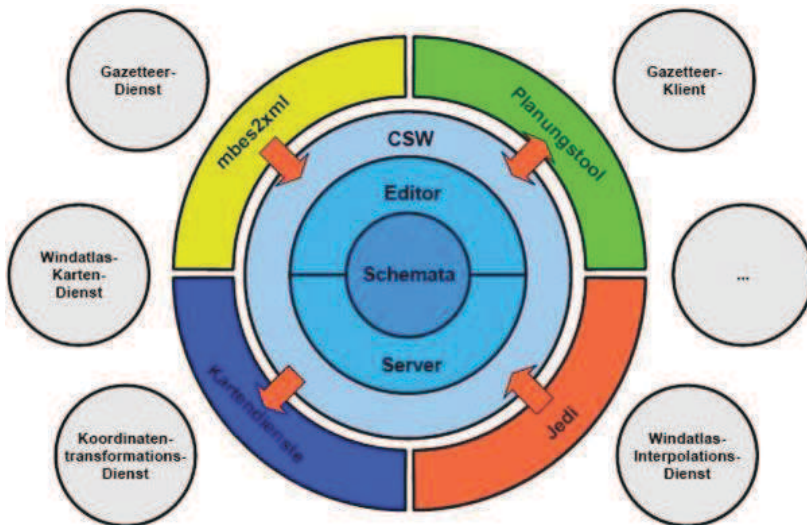 Gazetteer-
Dienst
Gazetteer-
Klient
mbes2xml
Planungstool
CSW
Editor
Windatlas-
Karten-
Dienst
Schemata
...
Server
Kartendienste
Jedi
Koordinaten-
transformations-
Dienst
Windatlas-
Interpolations-
Dienst